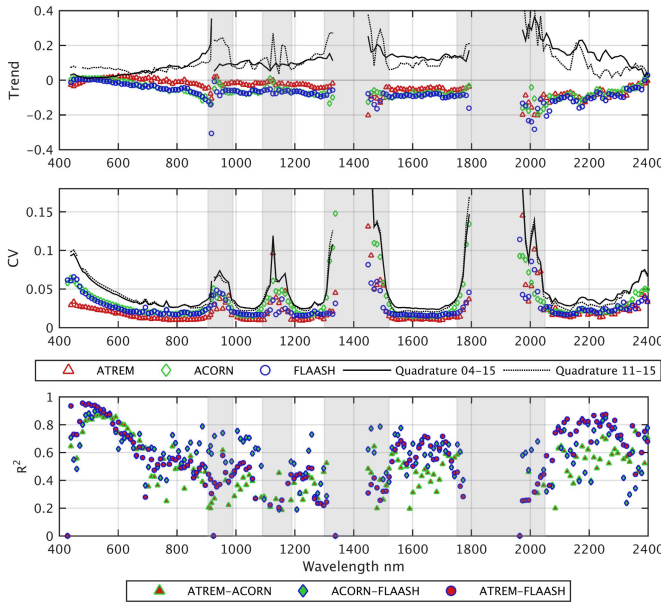 0.4
0.2
0
-0.2
-0.4
Trend
400 600 800 1000 1200 1400 1600 1800 2000 2200 2400
0.15
0.1
0.05
0
CV
400 600 800 1000 1200 1400 1600 1800 2000 2200 2400
ATREM ACORN FLAASH Quadrature 04-15 Quadrature 11-15
1
0.8
0.6
0.4
0.2
0
R2
400 600 800 1000 1200 1400 1600 1800 2000 2200 2400
Wavelength nm
ATREM-ACORN ACORN-FLAASH ATREM-FLAASH